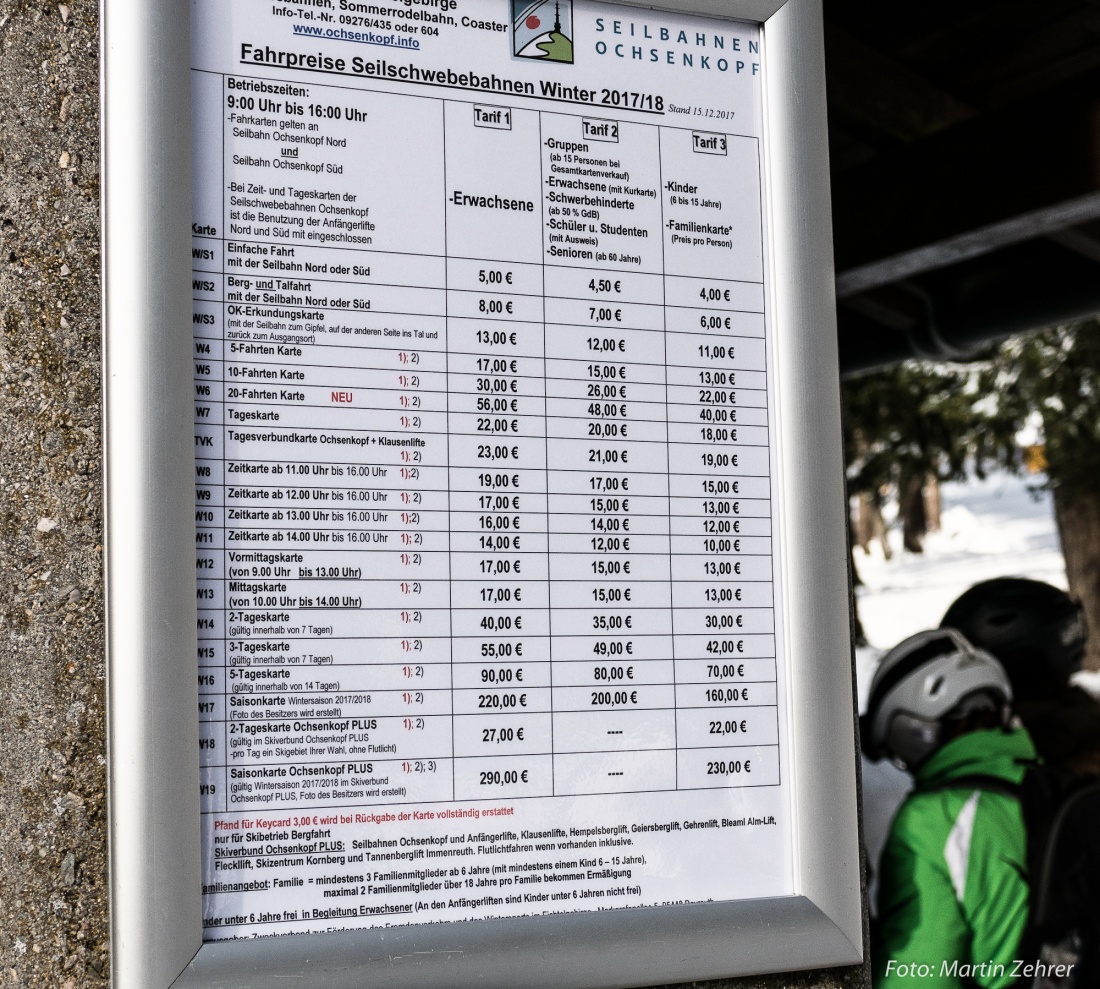 bahnen, Sommerrodelbahn, Coaster
Info-Tel.-Nr. 09276/435 oder 604
www.ochsenkopf.info
SEILBAHNEN
OCHSENKOPF
Fahrpreise Seilschwebebahnen Winter 2017/18 Stand 15.12.2017
Betriebszeiten:
9:00 Uhr bis 16:00 Uhr
-Fahrkarten gelten an
Seilbahn Ochsenkopf Nord
und
Seilbahn Ochsenkopf Süd
-Bei Zeit- und Tageskarten der
Seilschwebebahnen Ochsenkopf
ist die Benutzung der Anfängerlifte
Nord und Süd mit eingeschlossen
Karte
Tarif 1
-Erwachsene
Tarif 2
-Gruppen
(ab 15 Personen bei
Gesamtkartenverkauf)
-Erwachsene (mit Kurkarte)
-Schwerbehinderte
(ab 50 % GdB)
-Schüler u. Studenten
(mit Ausweis)
-Senioren (ab 60 Jahre)
Tarif 3
-Kinder
(6 bis 15 Jahre)
-Familienkarte*
(Preis pro Person)
W/S1 Einfache Fahrt
mit der Seilbahn Nord oder Süd 5,00 € 4,50 € 4,00 €
W/S2 Berg- und Talfahrt
mit der Seilbahn Nord oder Süd 8,00 € 7,00 € 6,00 €
W/S3 OK-Erkundungskarte
(mit der Seilbahn zum Gipfel, auf der anderen Seite ins Tal und
zurück zum Ausgangsort) 13,00 € 12,00 € 11,00 €
W4 5-Fahrten Karte 1); 2) 17,00 € 15,00 € 13,00 €
W5 10-Fahrten Karte 1); 2) 30,00 € 26,00 € 22,00 €
W6 20-Fahrten Karte NEU 1); 2) 56,00 € 48,00 € 40,00 €
W7 Tageskarte 1); 2) 22,00 € 20,00 € 18,00 €
TVK Tagesverbundkarte Ochsenkopf + Klausenlifte
1); 2) 23,00 € 21,00 € 19,00 €
W8 Zeitkarte ab 11.00 Uhr bis 16.00 Uhr 1);2) 19,00 € 17,00 € 15,00 €
W9 Zeitkarte ab 12.00 Uhr bis 16.00 Uhr 1); 2) 17,00 € 15,00 € 13,00 €
W10 Zeitkarte ab 13.00 Uhr bis 16.00 Uhr 1);2) 16,00 € 14,00 € 12,00 €
W11 Zeitkarte ab 14.00 Uhr bis 16.00 Uhr 1); 2) 14,00 € 12,00 € 10,00 €
W12 Vormittagskarte 1); 2)
(von 9.00 Uhr bis 13.00 Uhr) 17,00 € 15,00 € 13,00 €
W13 Mittagskarte 1); 2)
(von 10.00 Uhr bis 14.00 Uhr) 17,00 € 15,00 € 13,00 €
W14 2-Tageskarte 1); 2)
(gültig innerhalb von 7 Tagen) 40,00 € 35,00 € 30,00 €
W15 3-Tageskarte 1); 2)
(gültig innerhalb von 7 Tagen) 55,00 € 49,00 € 42,00 €
W16 5-Tageskarte 1); 2)
(gültig innerhalb von 14 Tagen) 90,00 € 80,00 € 70,00 €
W17 Saisonkarte Wintersaison 2017/2018 1); 2)
(Foto des Besitzers wird erstellt) 220,00 € 200,00 € 160,00 €
W18 2-Tageskarte Ochsenkopf PLUS 1); 2)
(gültig im Skiverbund Ochsenkopf PLUS
-pro Tag ein Skigebiet Ihrer Wahl, ohne Flutlicht) 27,00 € ---- 22,00 €
W19 Saisonkarte Ochsenkopf PLUS 1); 2); 3)
(gültig Wintersaison 2017/2018 im Skiverbund
Ochsenkopf PLUS, Foto des Besitzers wird erstellt) 290,00 € ---- 230,00 €
Pfand für Keycard 3,00 € wird bei Rückgabe der Karte vollständig erstattet
nur für Skibetrieb Bergfahrt
Skiverbund Ochsenkopf PLUS: Seilbahnen Ochsenkopf und Anfängerlifte, Klausenlifte, Hempelsberglift, Geiersberglift, Gehrenlift, Bleaml Alm-Lift,
Flecklift, Skizentrum Kornberg und Tannenberglift Immenreuth. Flutlichtfahren wenn vorhanden inklusive.
amilienangebot: Familie = mindestens 3 Familienmitglieder ab 6 Jahre (mit mindestens einem Kind 6 – 15 Jahre),
maximal 2 Familienmitglieder über 18 Jahre pro Familie bekommen Ermäßigung
der unter 6 Jahre frei in Begleitung Erwachsener (An den Anfängerliften sind Kinder unter 6 Jahren nicht frei)
Foto: Martin Zehrer